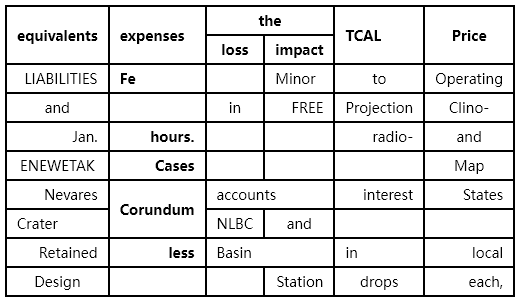 equivalents expenses the TCAL Price
loss impact
LIABILITIES Fe Minor to Operating
and in FREE Projection Clino-
Jan. hours. radio- and
ENEWETAK Cases Map
Nevares Corundum accounts interest States
Crater NLBC and
Retained less Basin in local
Design Station drops each,